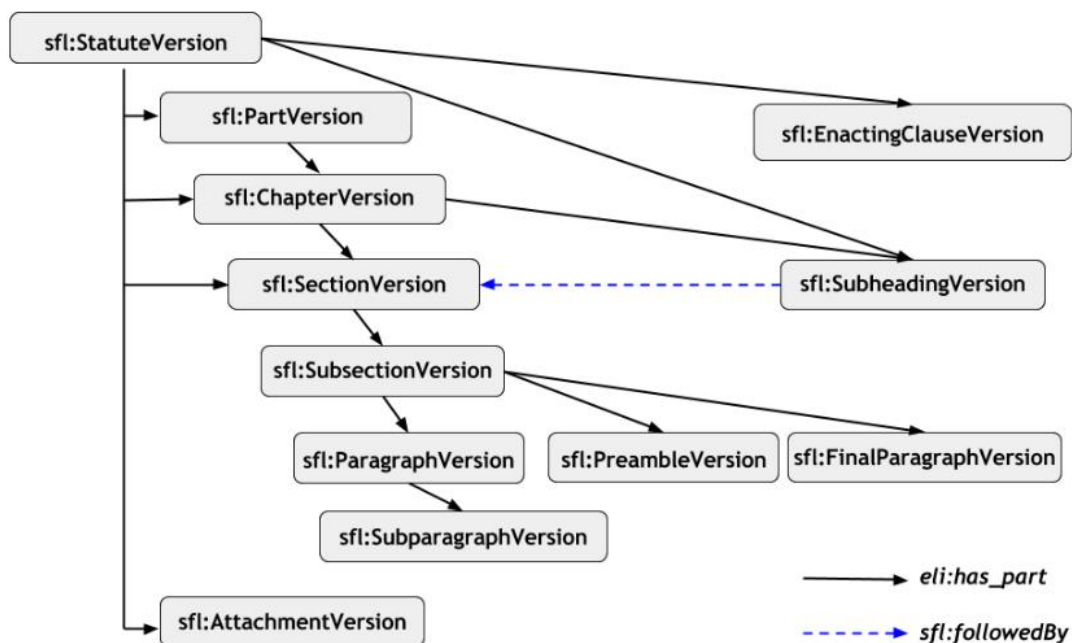 sfl:StatuteVersion
sfl:PartVersion
sfl:EnactingClauseVersion
sfl:ChapterVersion
sfl:SectionVersion
sfl:SubheadingVersion
sfl:SubsectionVersion
sfl:ParagraphVersion
sfl:PreambleVersion
sfl:FinalParagraphVersion
sfl:SubparagraphVersion
eli:has_part
sfl:AttachmentVersion
sfl:followedBy